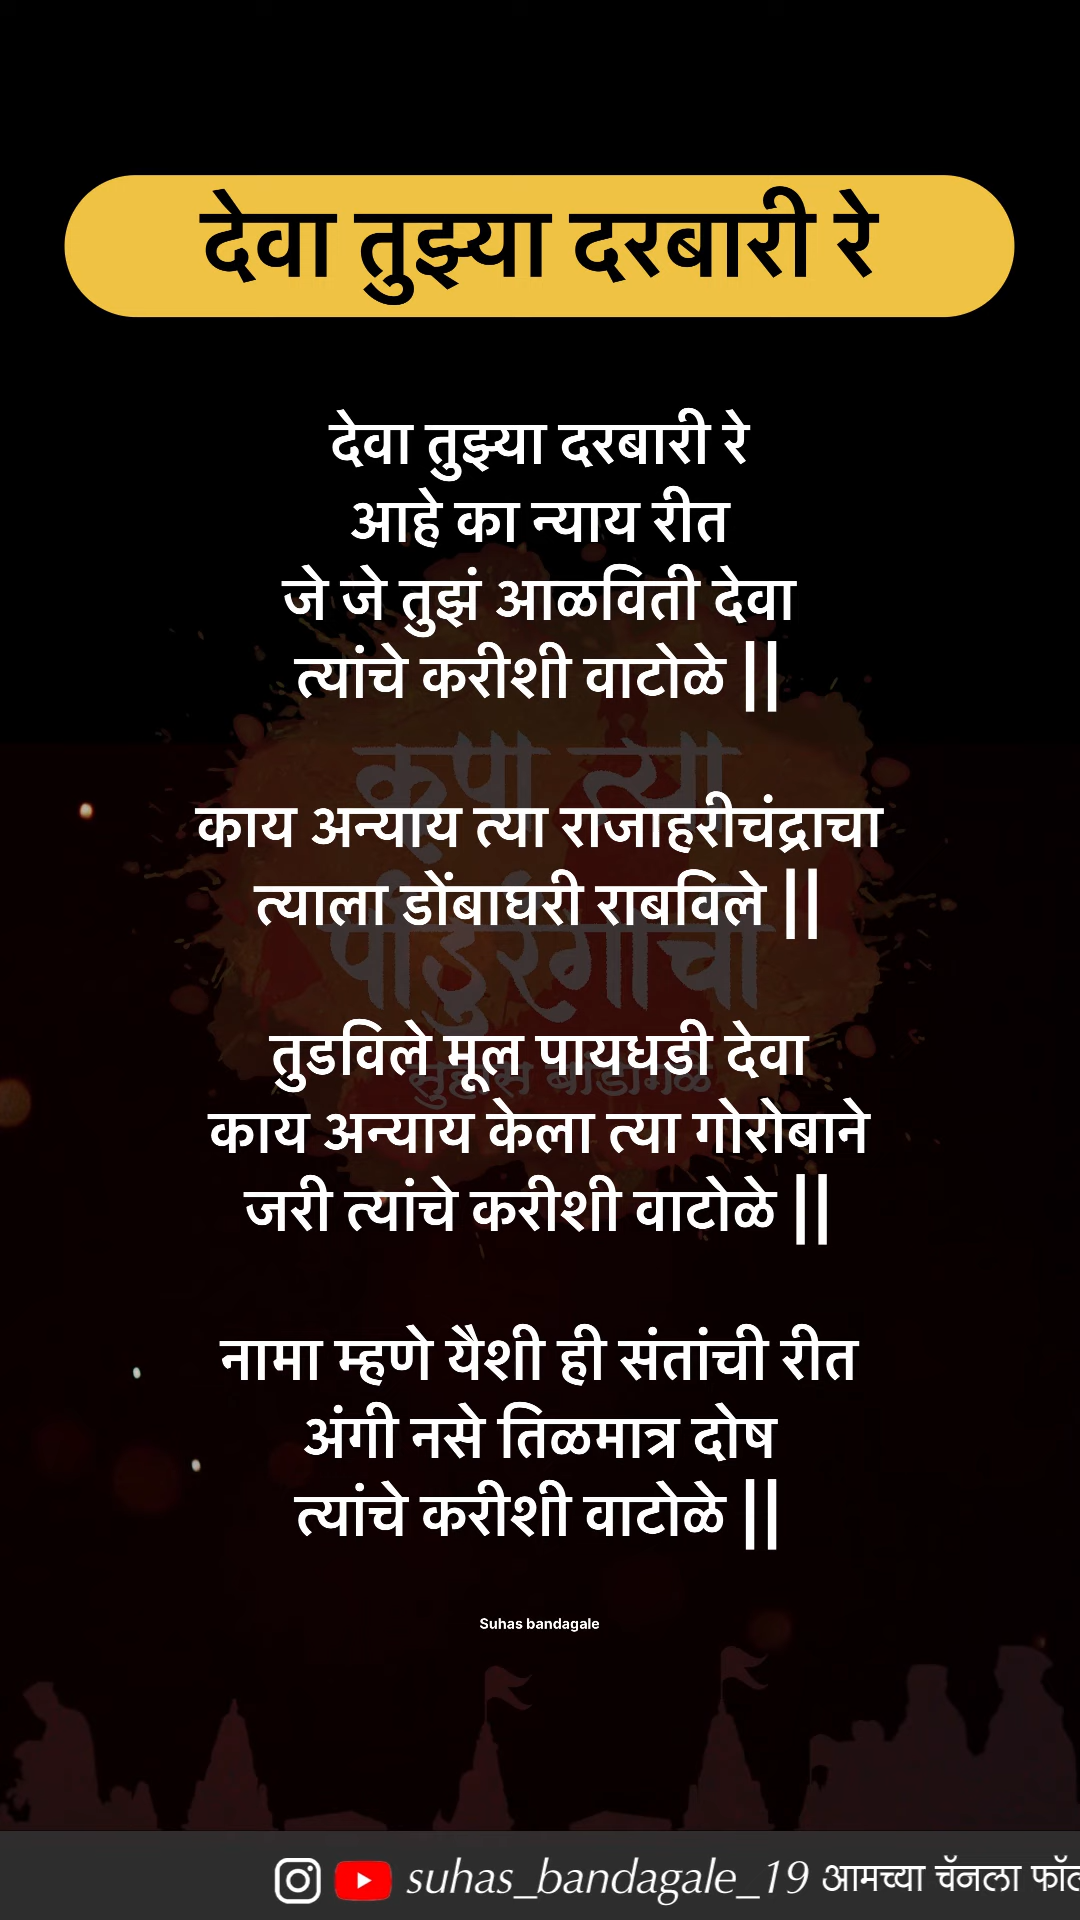 देवा तुझ्या दरबारी रे
देवा तुझ्या दरबारी रे
आहे का न्याय रीत
जे जे तुझं आळविती देवा
त्यांचे करीशी वाटोळे ||
काय अन्याय त्या राजाहरीचंद्राचा
त्याला डोंबाघरी राबविले ||
तुडविले मूल पायधडी देवा
काय अन्याय केला त्या गोरोबाने
जरी त्यांचे करीशी वाटोळे ||
नामा म्हणे यैशी ही संतांची रीत
अंगी नसे तिळमात्र दोष
त्यांचे करीशी वाटोळे ||
कृपा त्या
पांडुरंगाची
सुहास बांडागळे
Suhas bandagale
suhas_bandagale_19 आमच्या चॅनला